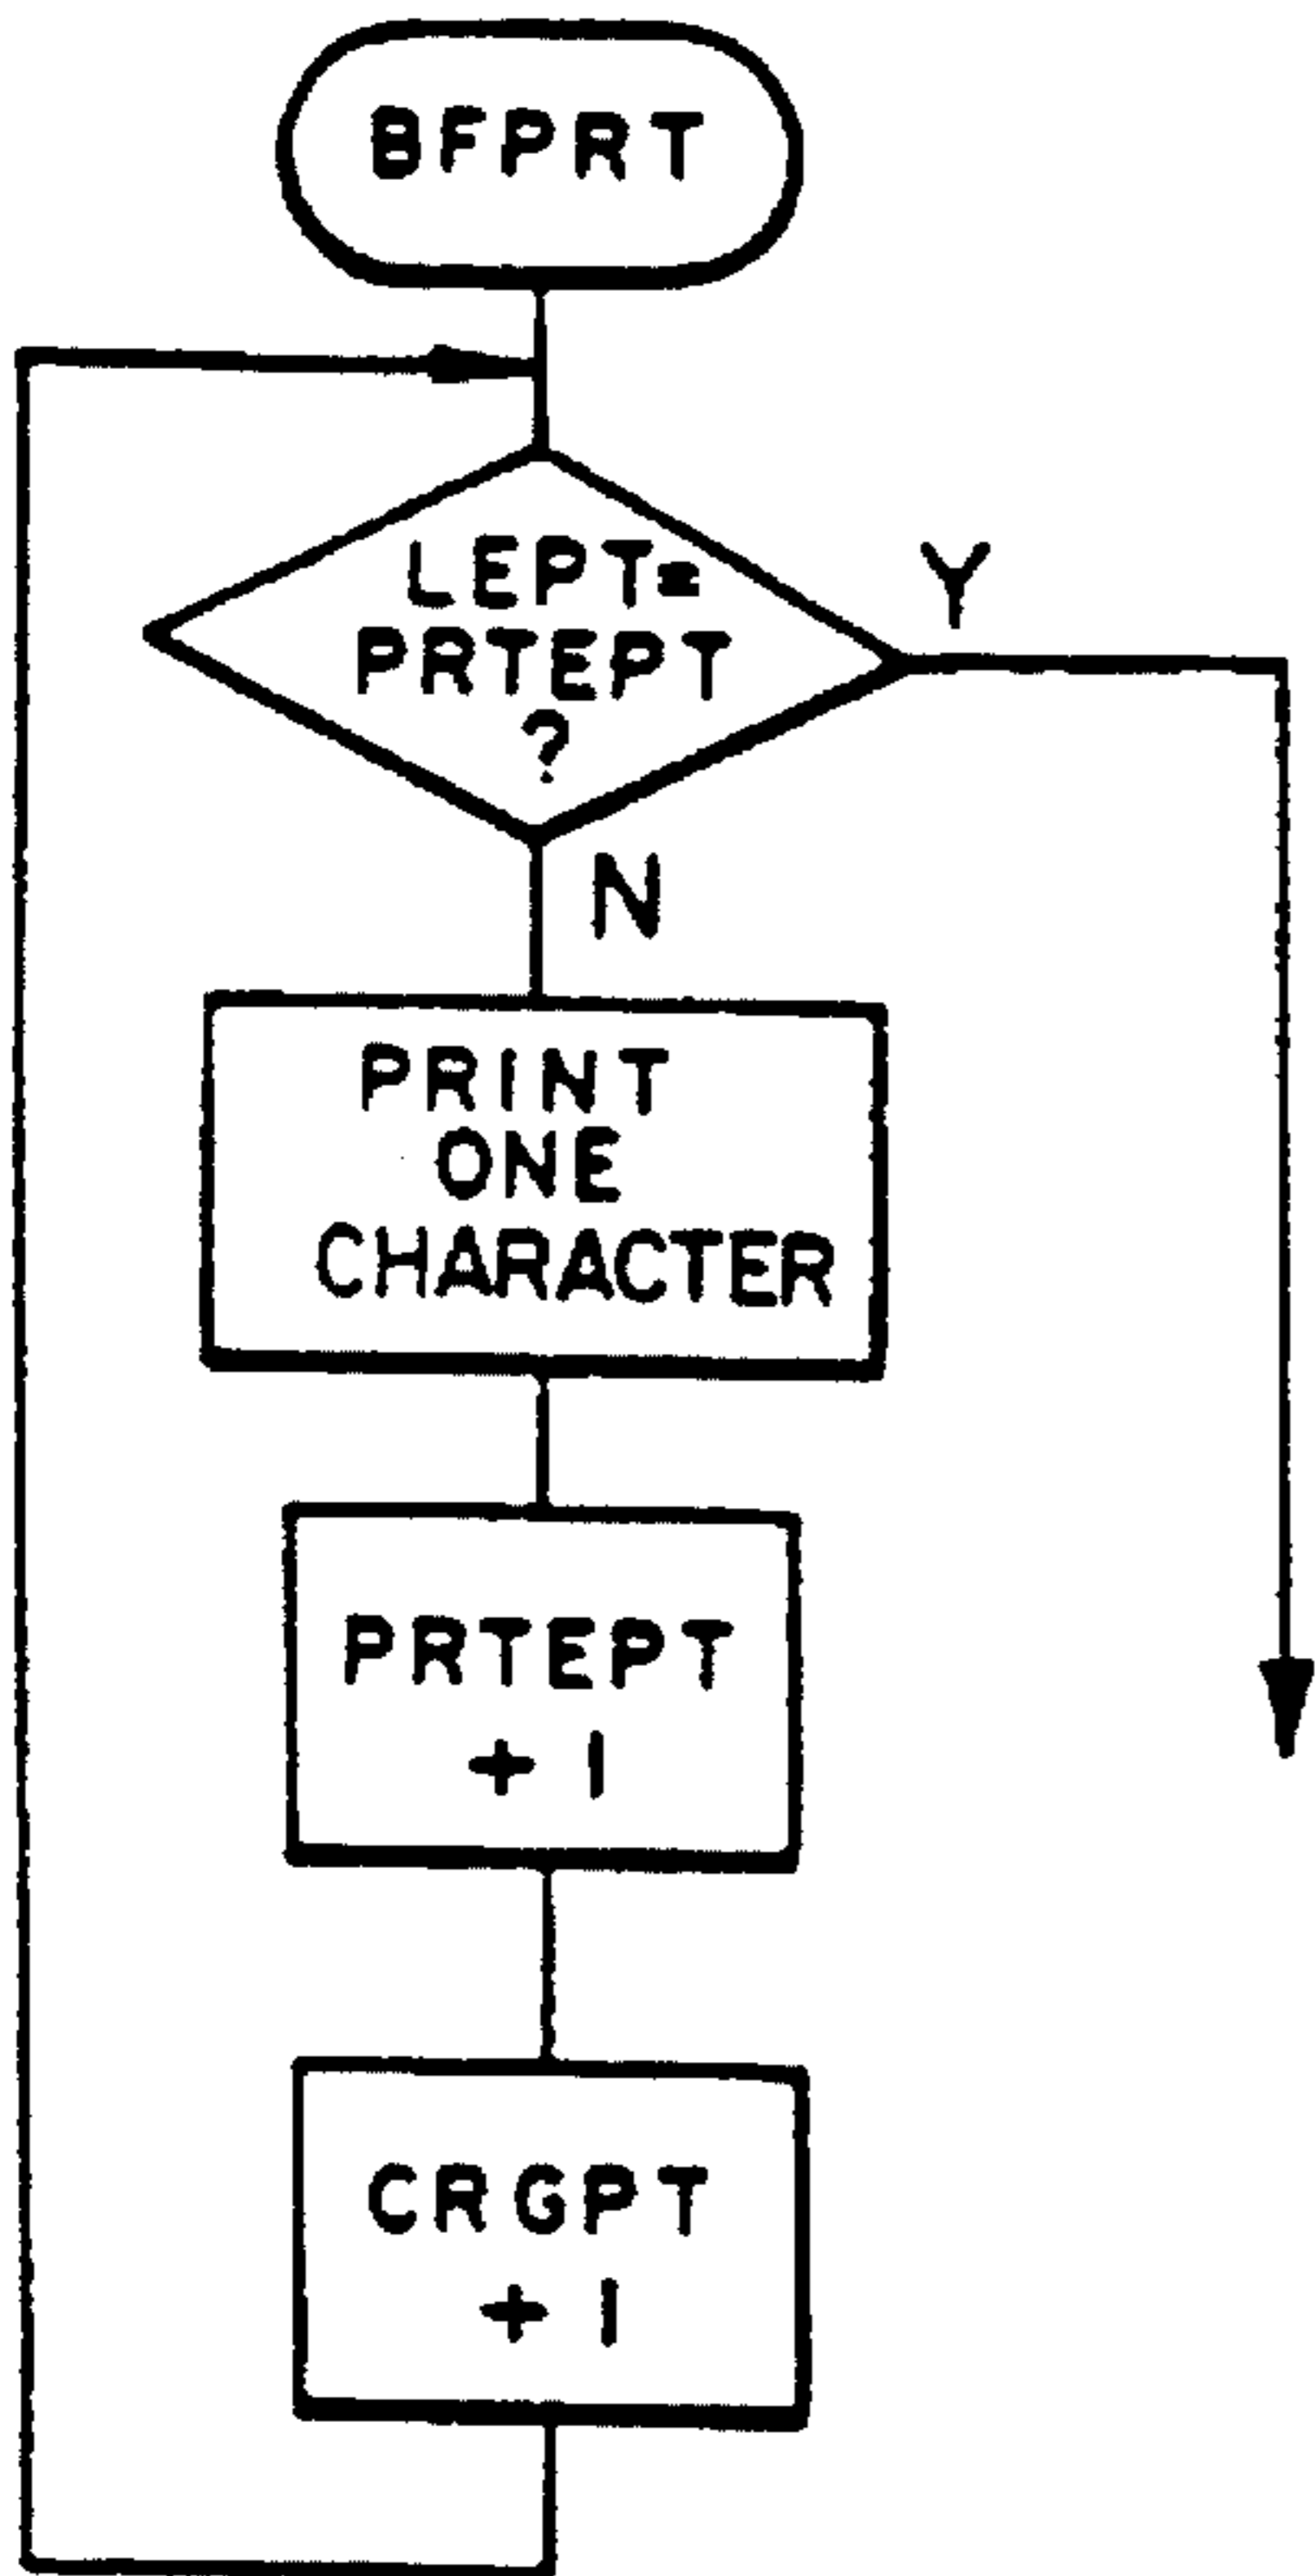 BFPRT
LEPT=
PRTEPT
?
Y
N
PRINT
ONE
CHARACTER
PRTEPT
+ 1
CRGPT
+ 1